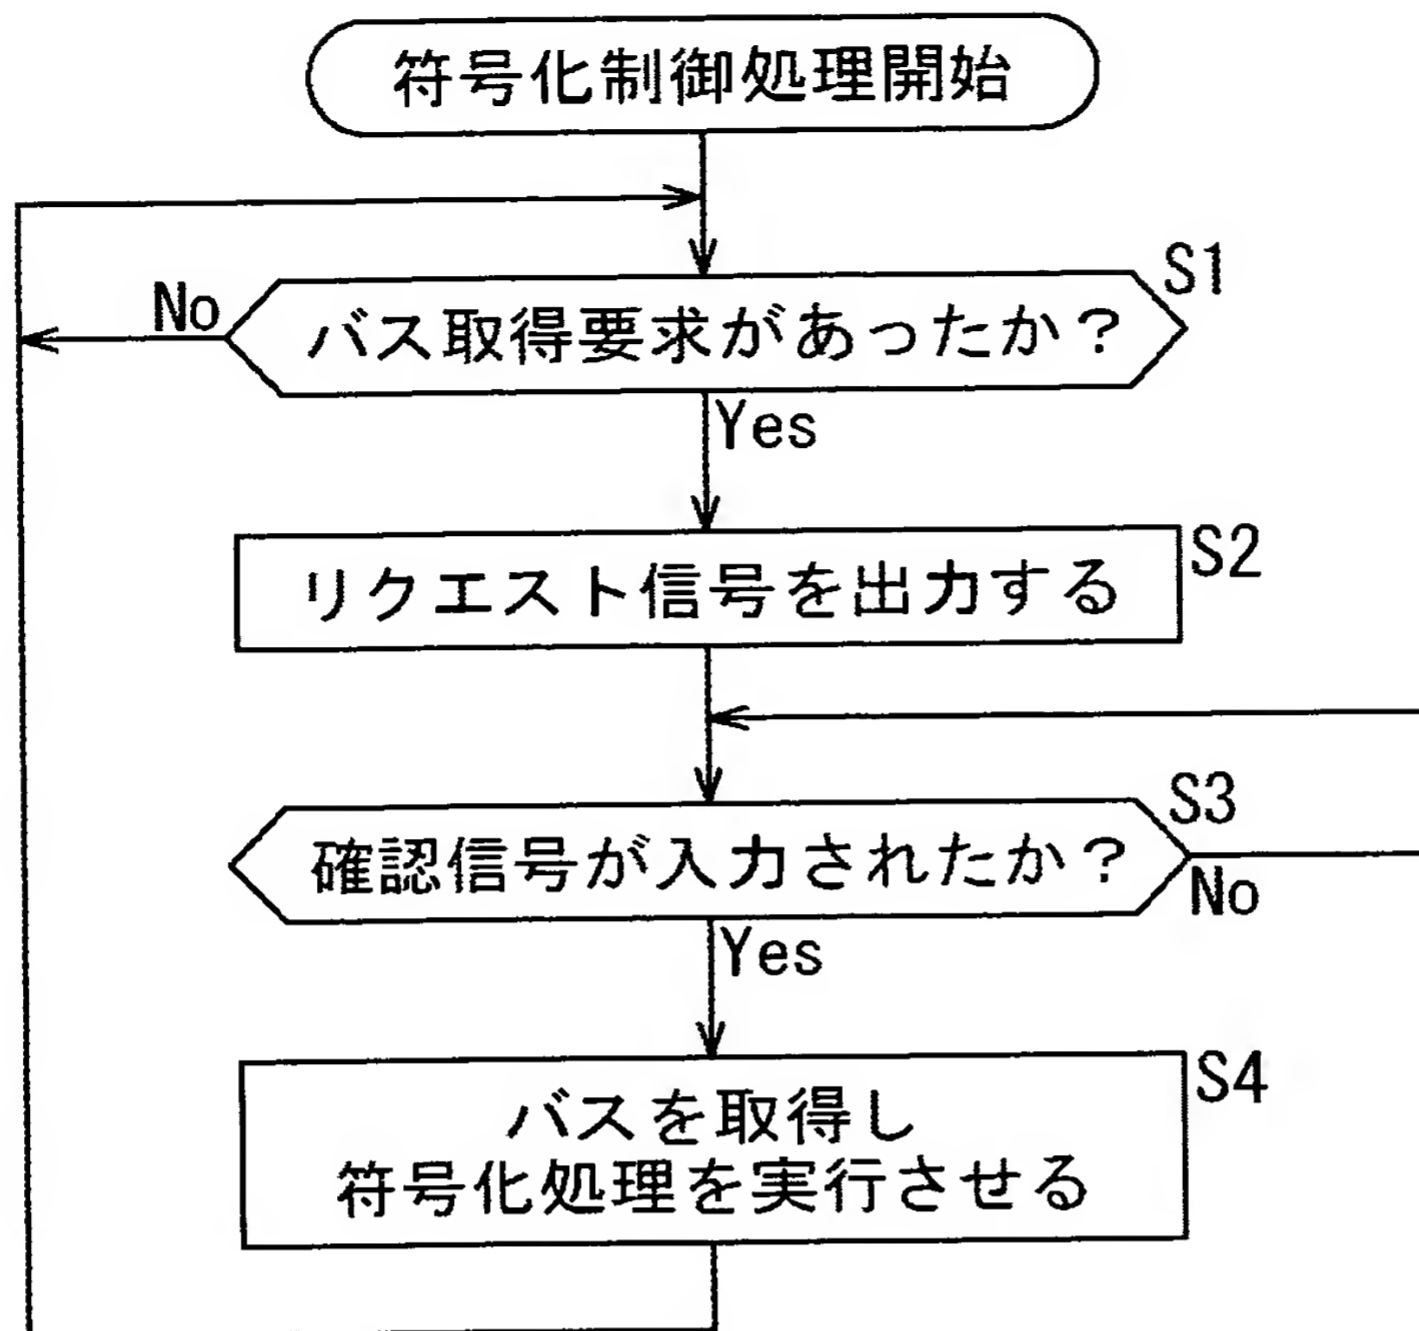 符号化制御処理開始
S1
No
バス取得要求があったか？
Yes
S2
リクエスト信号を出力する
S3
確認信号が入力されたか？
No
Yes
S4
バスを取得し
符号化処理を実行させる